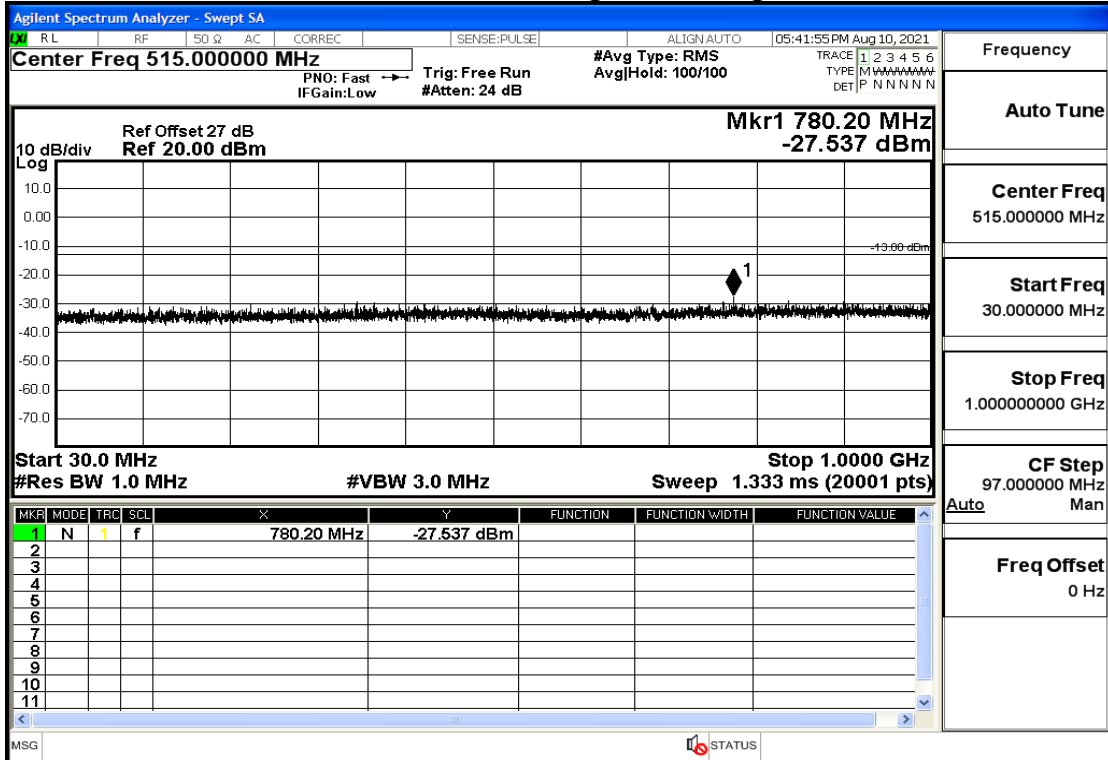 Agilent Spectrum Analyzer - Swept SA
LXI RL RF 50 Ω AC CORREC SENSE:PULSE ALIGN AUTO 05:41:55 PM Aug 10, 2021
Center Freq 515.000000 MHz #Avg Type: RMS TRACE 1 2 3 4 5 6
PNO: Fast Trig: Free Run Avg|Hold: 100/100 TYPE M WWWWW
IFGain:Low #Atten: 24 dB DET P N N N N N
Mkr1 780.20 MHz
Ref Offset 27 dB
10 dB/div Ref 20.00 dBm -27.537 dBm
Log
10.0
0.00
-10.0
-13.00 dBm
-20.0
1
-30.0
-40.0
-50.0
-60.0
-70.0
Start 30.0 MHz Stop 1.0000 GHz
#Res BW 1.0 MHz #VBW 3.0 MHz Sweep 1.333 ms (20001 pts)
MKR MODE TRC SCL X Y FUNCTION FUNCTION WIDTH FUNCTION VALUE
1 N 1 f 780.20 MHz -27.537 dBm
2
3
4
5
6
7
8
9
10
11
MSG STATUS
Frequency
Auto Tune
Center Freq
515.000000 MHz
Start Freq
30.000000 MHz
Stop Freq
1.000000000 GHz
CF Step
97.000000 MHz
Auto Man
Freq Offset
0 Hz